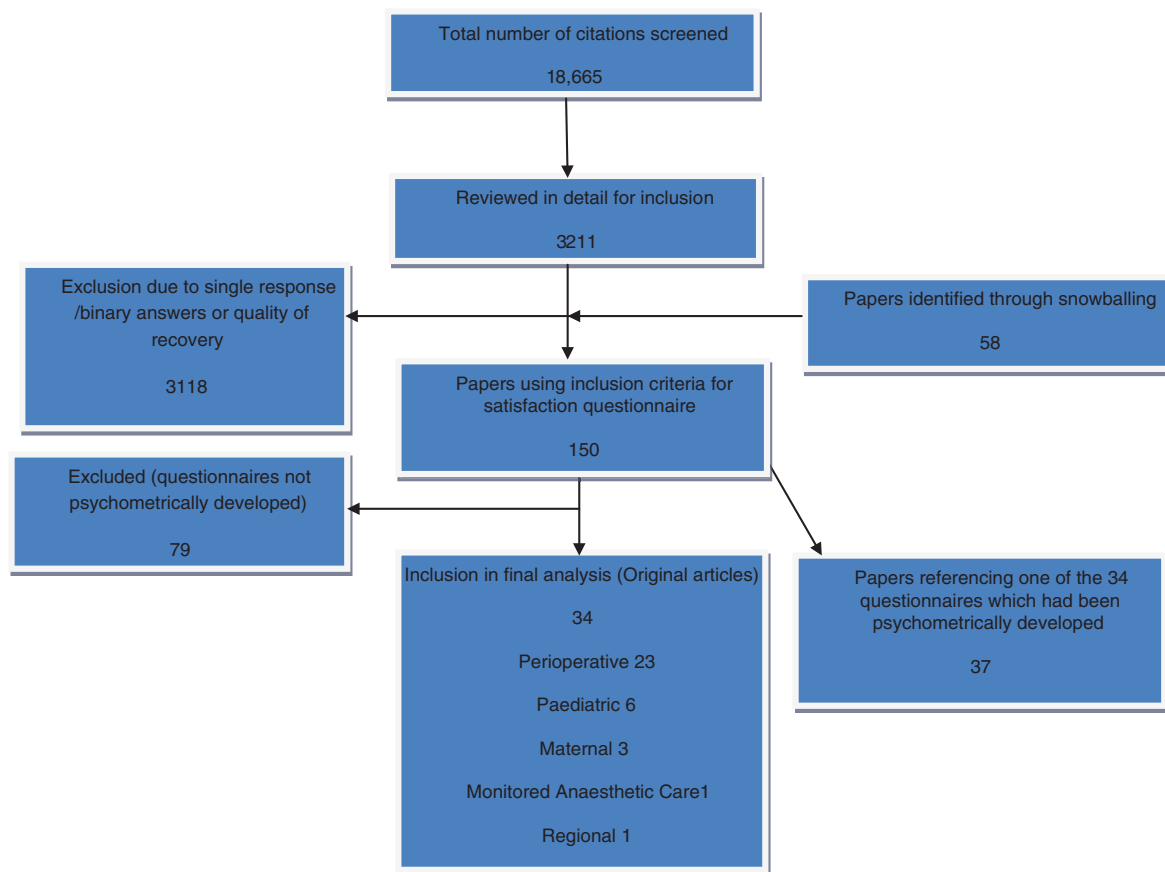 Total number of citations screened
18,665
Reviewed in detail for inclusion
3211
Exclusion due to single response
/binary answers or quality of
recovery
3118
Papers identified through snowballing
58
Papers using inclusion criteria for
satisfaction questionnaire
150
Excluded (questionnaires not
psychometrically developed)
79
Inclusion in final analysis (Original articles)
34
Perioperative 23
Paediatric 6
Maternal 3
Monitored Anaesthetic Care1
Regional 1
Papers referencing one of the 34
questionnaires which had been
psychometrically developed
37